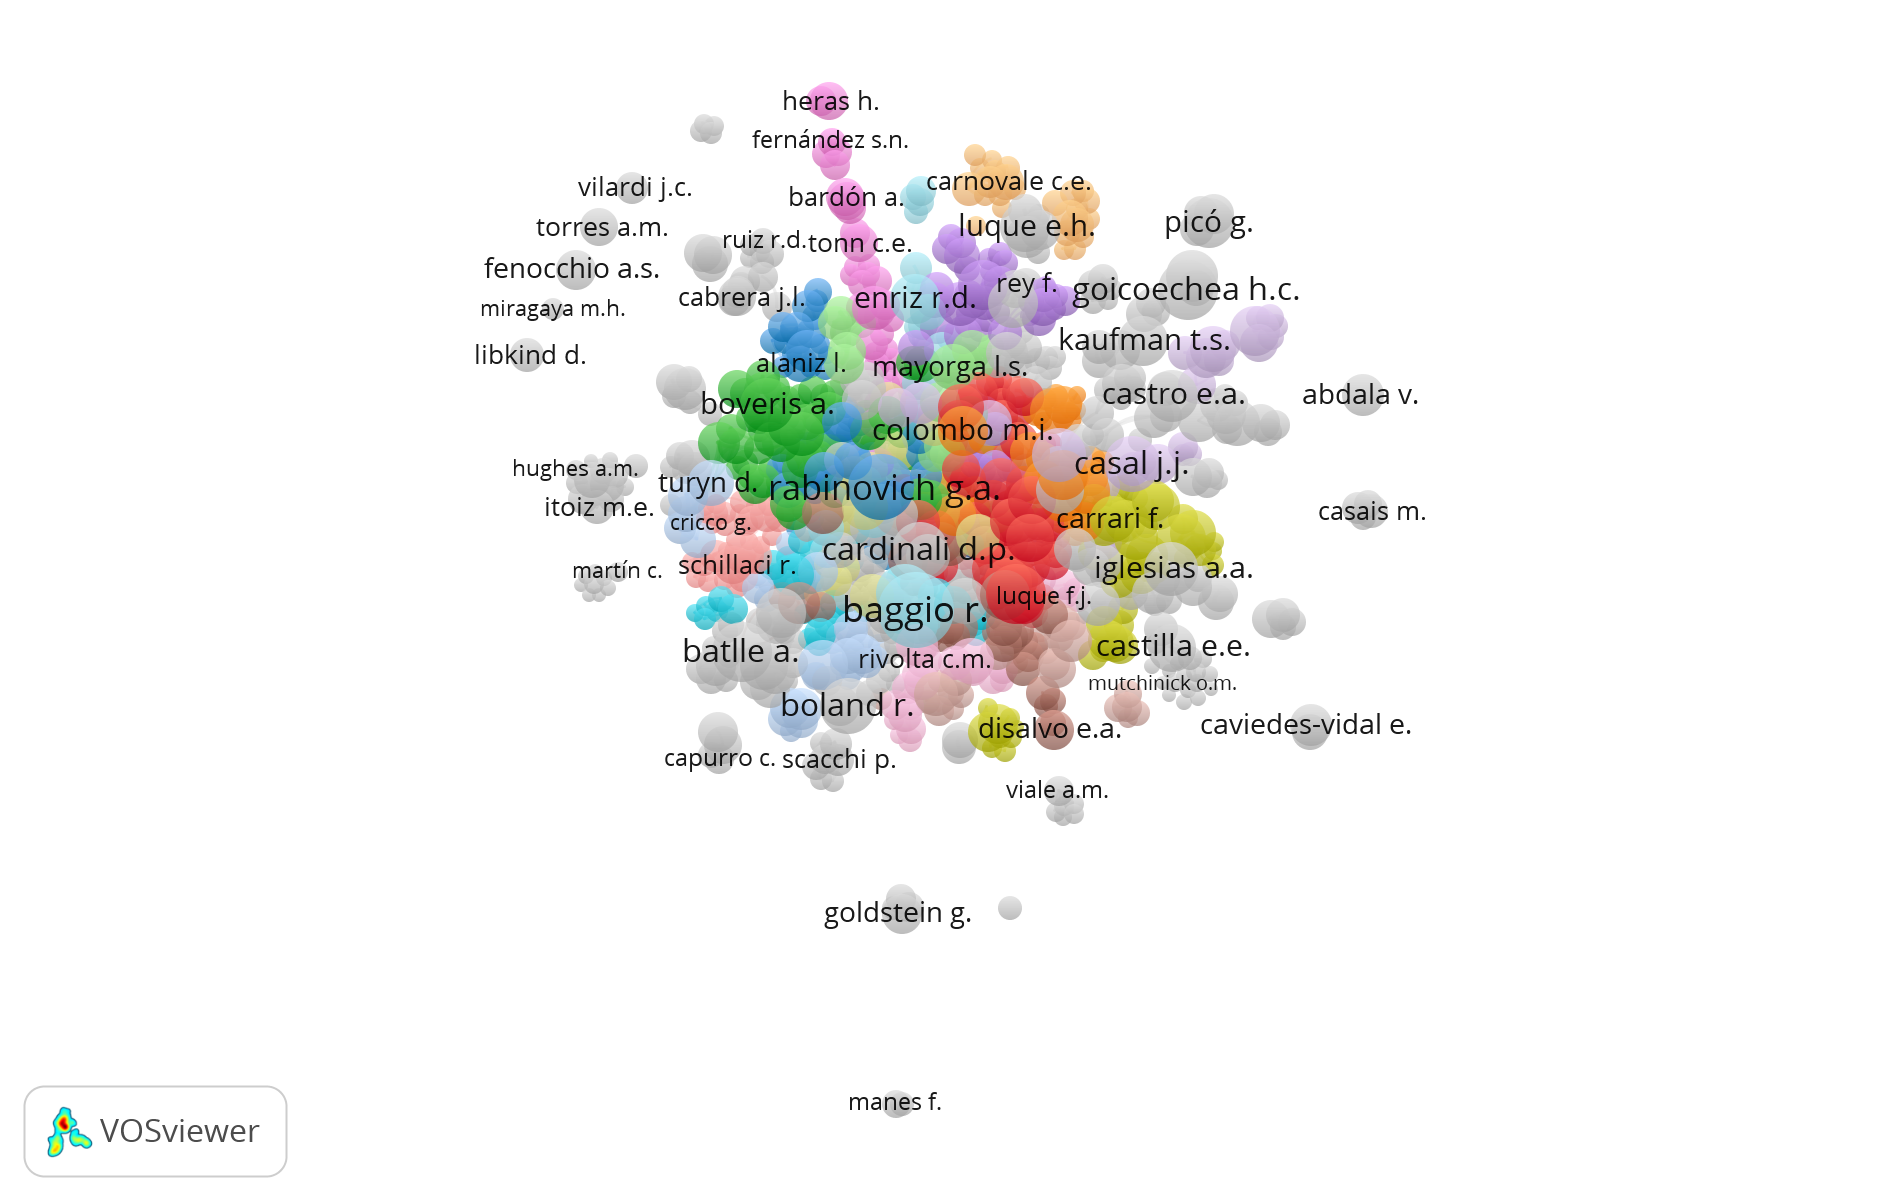 heras h.
fernández s.n.
carnovale c.e.
vilardi j.c.
bardón a.
torres a.m.
luque e.h.
picó g.
ruiz r.d.
tonn c.e.
fenocchio a.s.
rey f.
goicoechea h.c.
cabrera j.l.
enriz r.d.
miragaya m.h.
kaufman t.s.
libkind d.
alaniz l.
mayorga l.s.
castro e.a.
abdala v.
boveris a.
colombo m.i.
casal j.j.
hughes a.m.
turyn d.
rabinovich g.a.
itoiz m.e.
cricco g.
carrari f.
casais m.
cardinali d.p.
martín c.
schillaci r.
iglesias a.a.
luque f.j.
baggio r.
batlle a.
rivolta c.m.
castilla e.e.
mutchinick o.m.
boland r.
disalvo e.a.
caviedes-vidal e.
capurro c.
scacchi p.
viale a.m.
goldstein g.
manes f.
VOSviewer